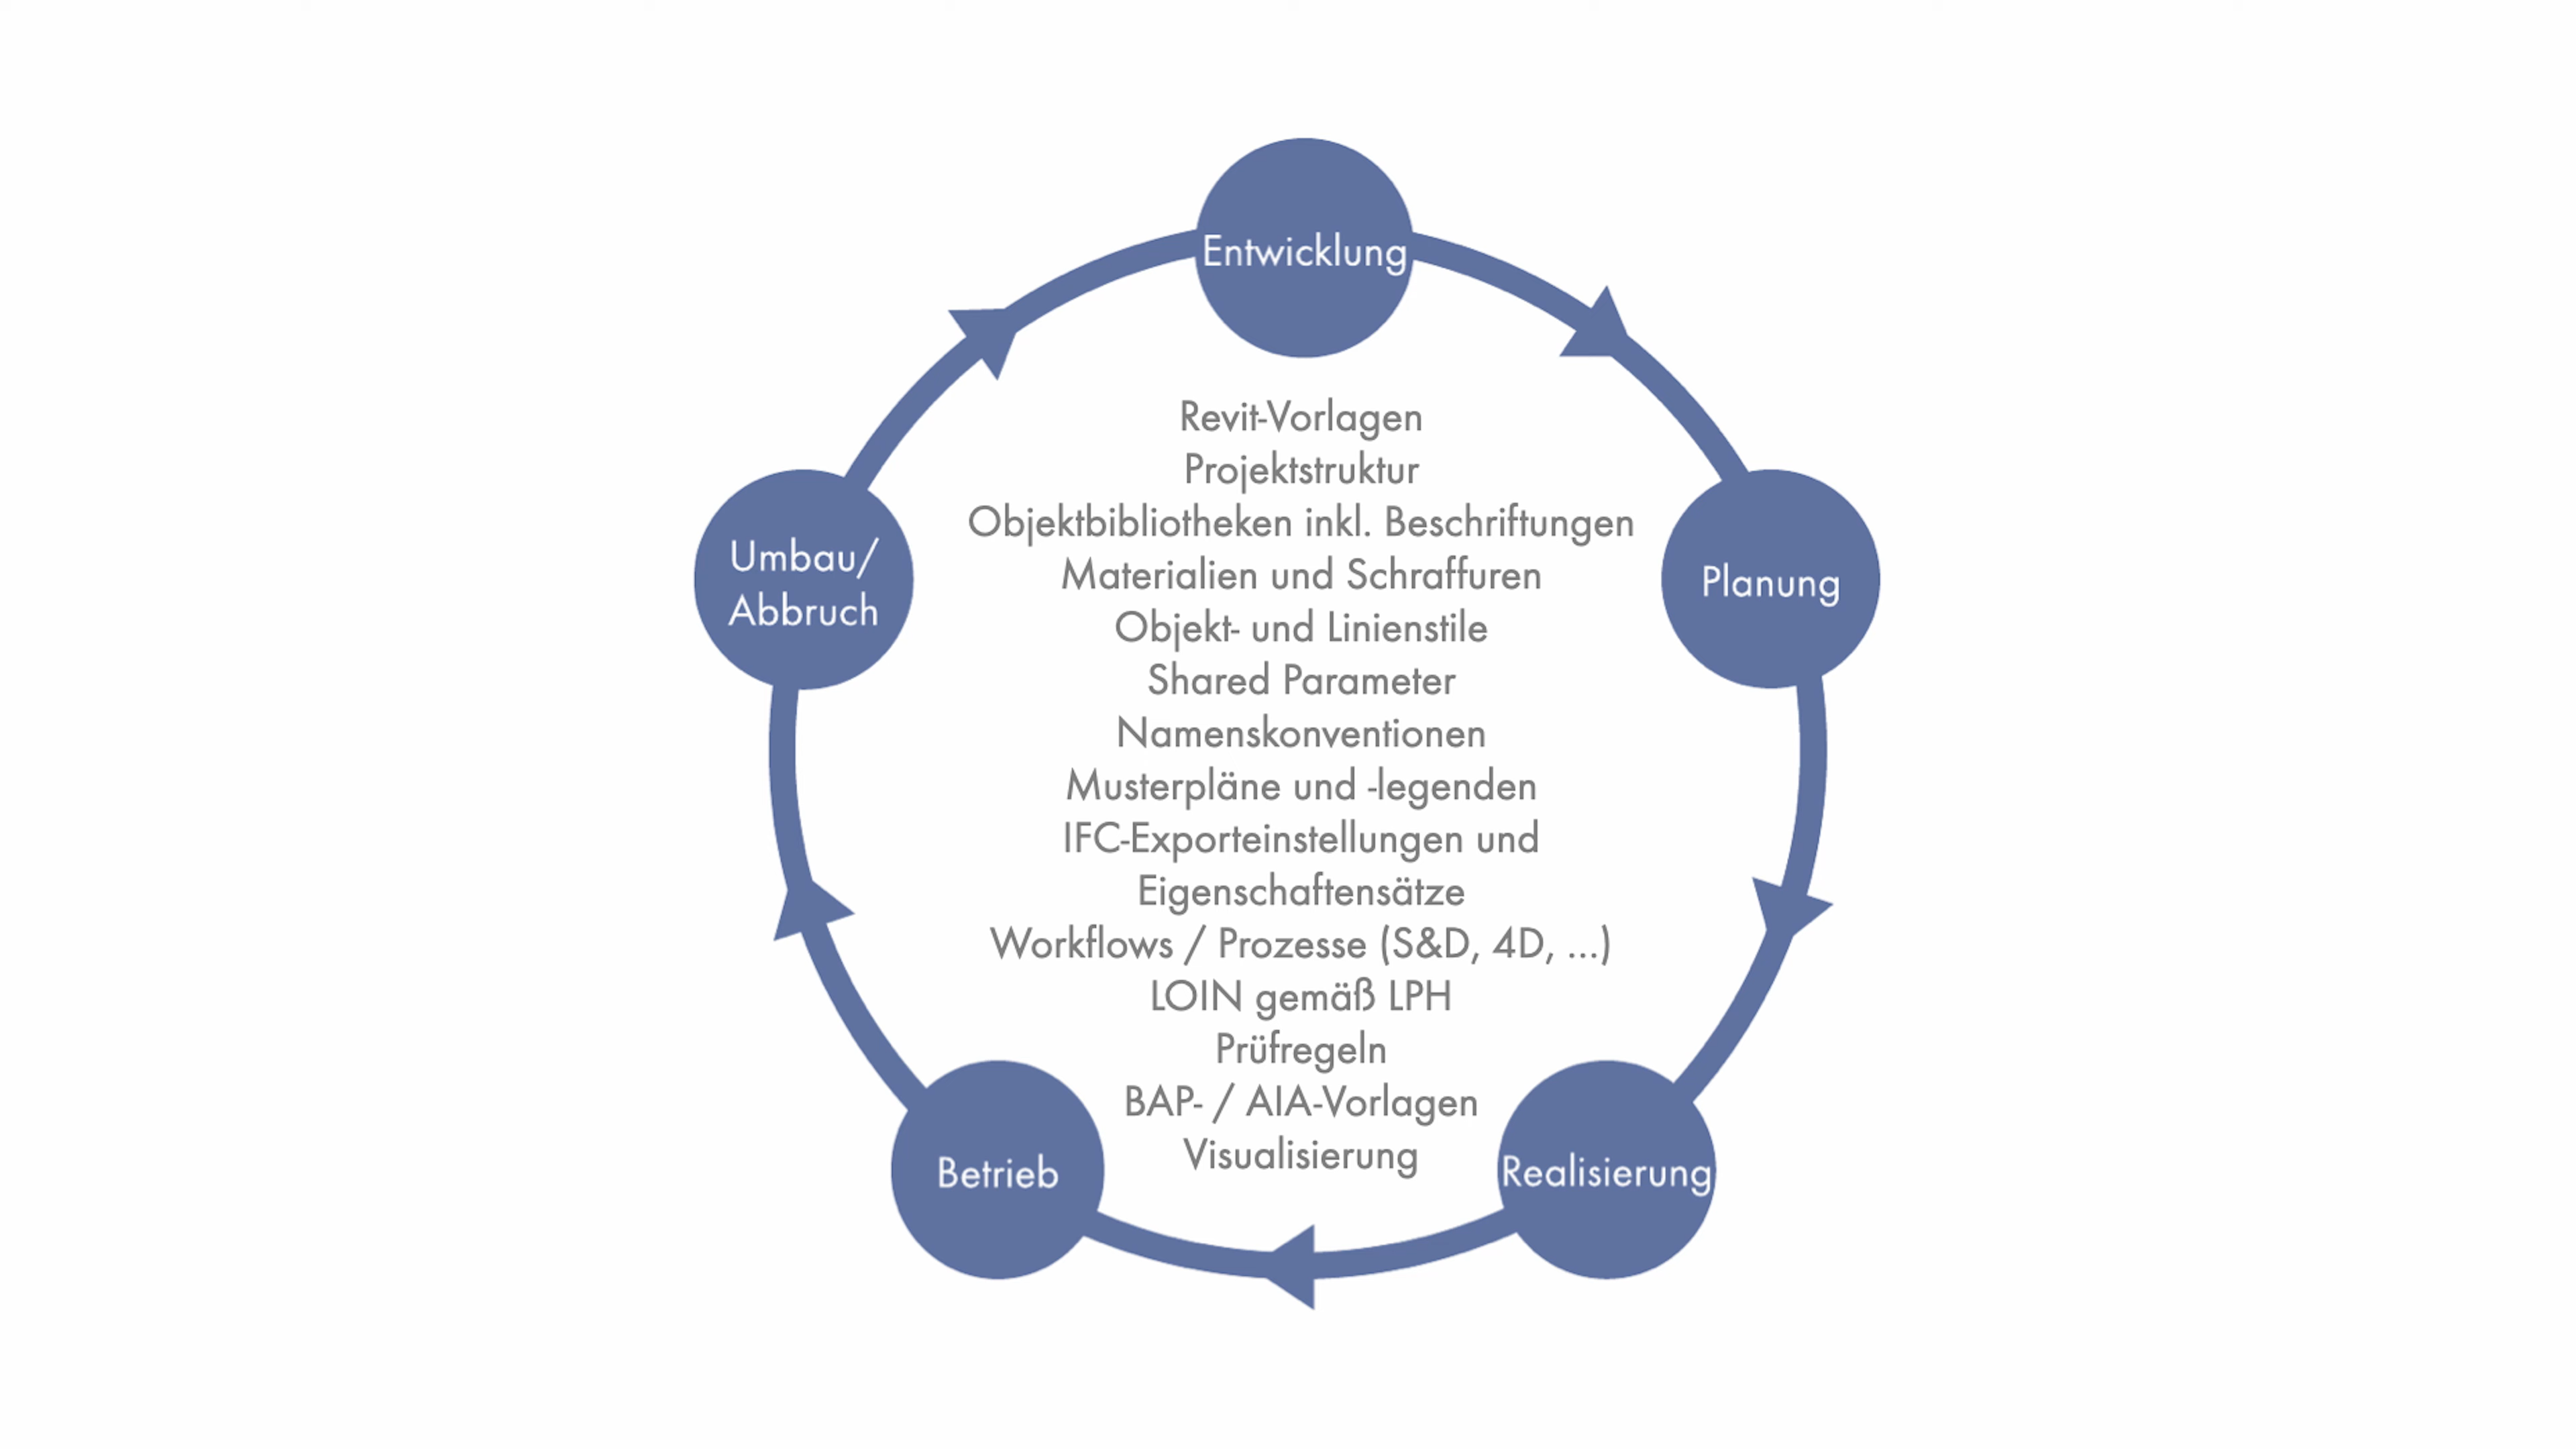 Entwicklung
Revit-Vorlagen
Projektstruktur
Objektbibliotheken inkl. Beschriftungen
Materialien und Schraffuren
Objekt- und Linienstile
Shared Parameter
Namenskonventionen
Musterpläne und -legenden
IFC-Exporteinstellungen und
Eigenschaftensätze
Workflows / Prozesse (S&D, 4D, ...)
LOIN gemäß LPH
Prüfregeln
BAP- / AIA-Vorlagen
Visualisierung
Planung
Realisierung
Betrieb
Umbau/
Abbruch